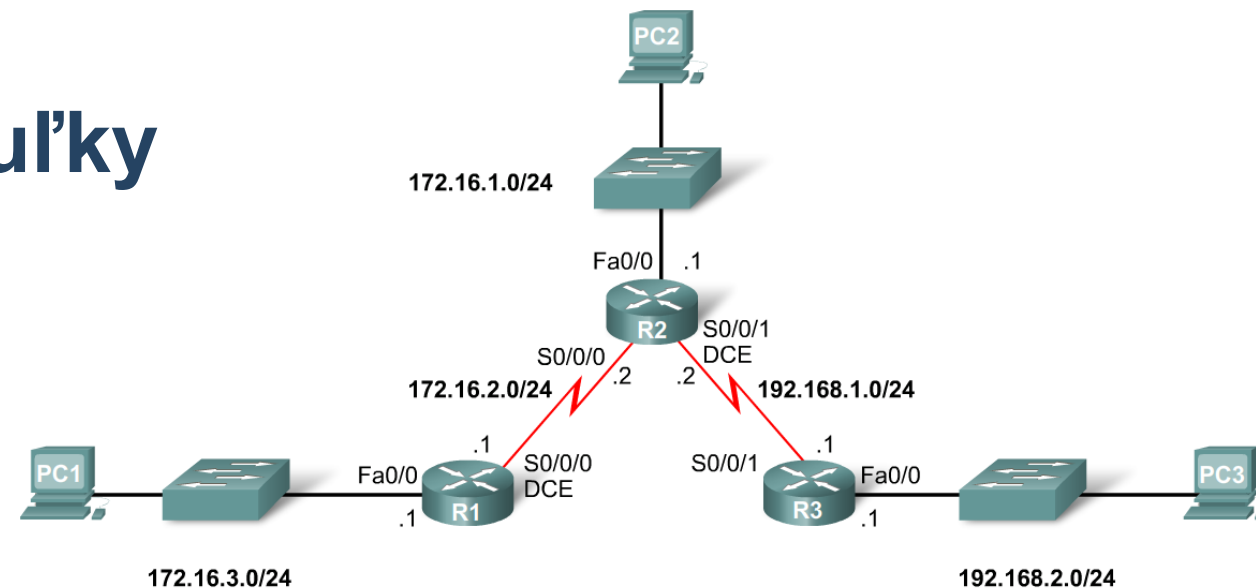 uľky
PC2
172.16.1.0/24
Fa0/0 .1
R2
S0/0/1
DCE
S0/0/0
.2 .2
172.16.2.0/24
192.168.1.0/24
PC1
Fa0/0
.1
.1
S0/0/0
DCE
R1
S0/0/1
.1
Fa0/0
.1
R3
PC3
172.16.3.0/24
192.168.2.0/24